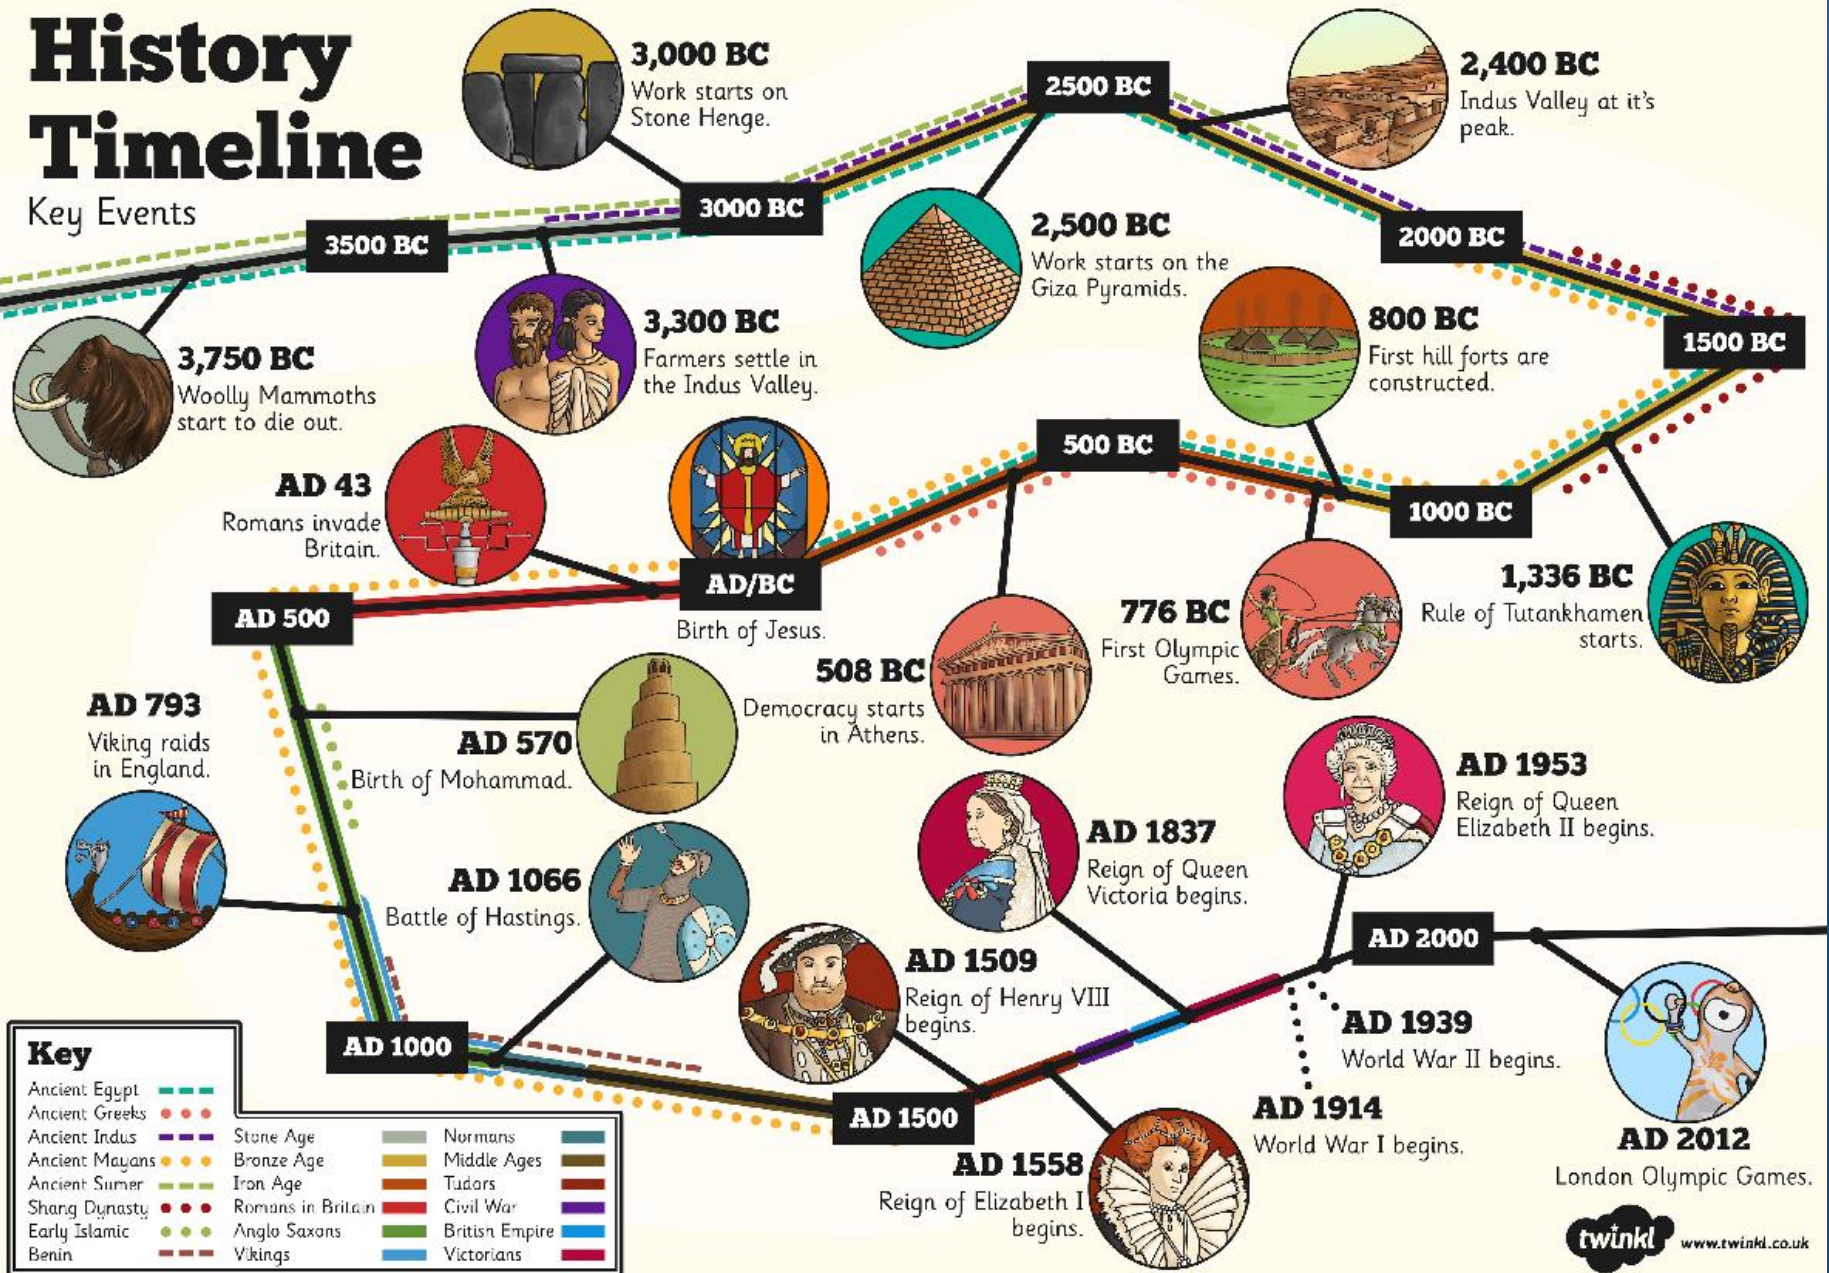 History
Timeline
Key Events
3,000 BC
Work starts on
Stone Henge.
2500 BC
2,400 BC
Indus Valley at it's
peak.
3500 BC
3000 BC
2,500 BC
Work starts on the
Giza Pyramids.
2000 BC
3,750 BC
Woolly Mammoths
start to die out.
3,300 BC
Farmers settle in
the Indus Valley.
800 BC
First hill forts are
constructed.
1500 BC
AD 43
Romans invade
Britain.
500 BC
1000 BC
AD/BC
Birth of Jesus.
AD 500
508 BC
Democracy starts
in Athens.
776 BC
First Olympic
Games.
1,336 BC
Rule of Tutankhamen
starts.
AD 793
Viking raids
in England.
AD 570
Birth of Mohammad.
AD 1066
Battle of Hastings.
AD 1837
Reign of Queen
Victoria begins.
AD 1953
Reign of Queen
Elizabeth II begins.
AD 1000
AD 1509
Reign of Henry VIII
begins.
AD 2000
AD 1500
AD 1939
World War II begins.
AD 1914
World War I begins.
AD 1558
Reign of Elizabeth I
begins.
AD 2012
London Olympic Games.
Key
Ancient Egypt
Ancient Greeks
Ancient Indus
Ancient Mayans
Ancient Sumer
Shang Dynasty
Early Islamic
Benin
Stone Age
Bronze Age
Iron Age
Romans in Britain
Anglo Saxons
Vikings
Normans
Middle Ages
Tudors
Civil War
British Empire
Victorians
twinkl www.twinkl.co.uk